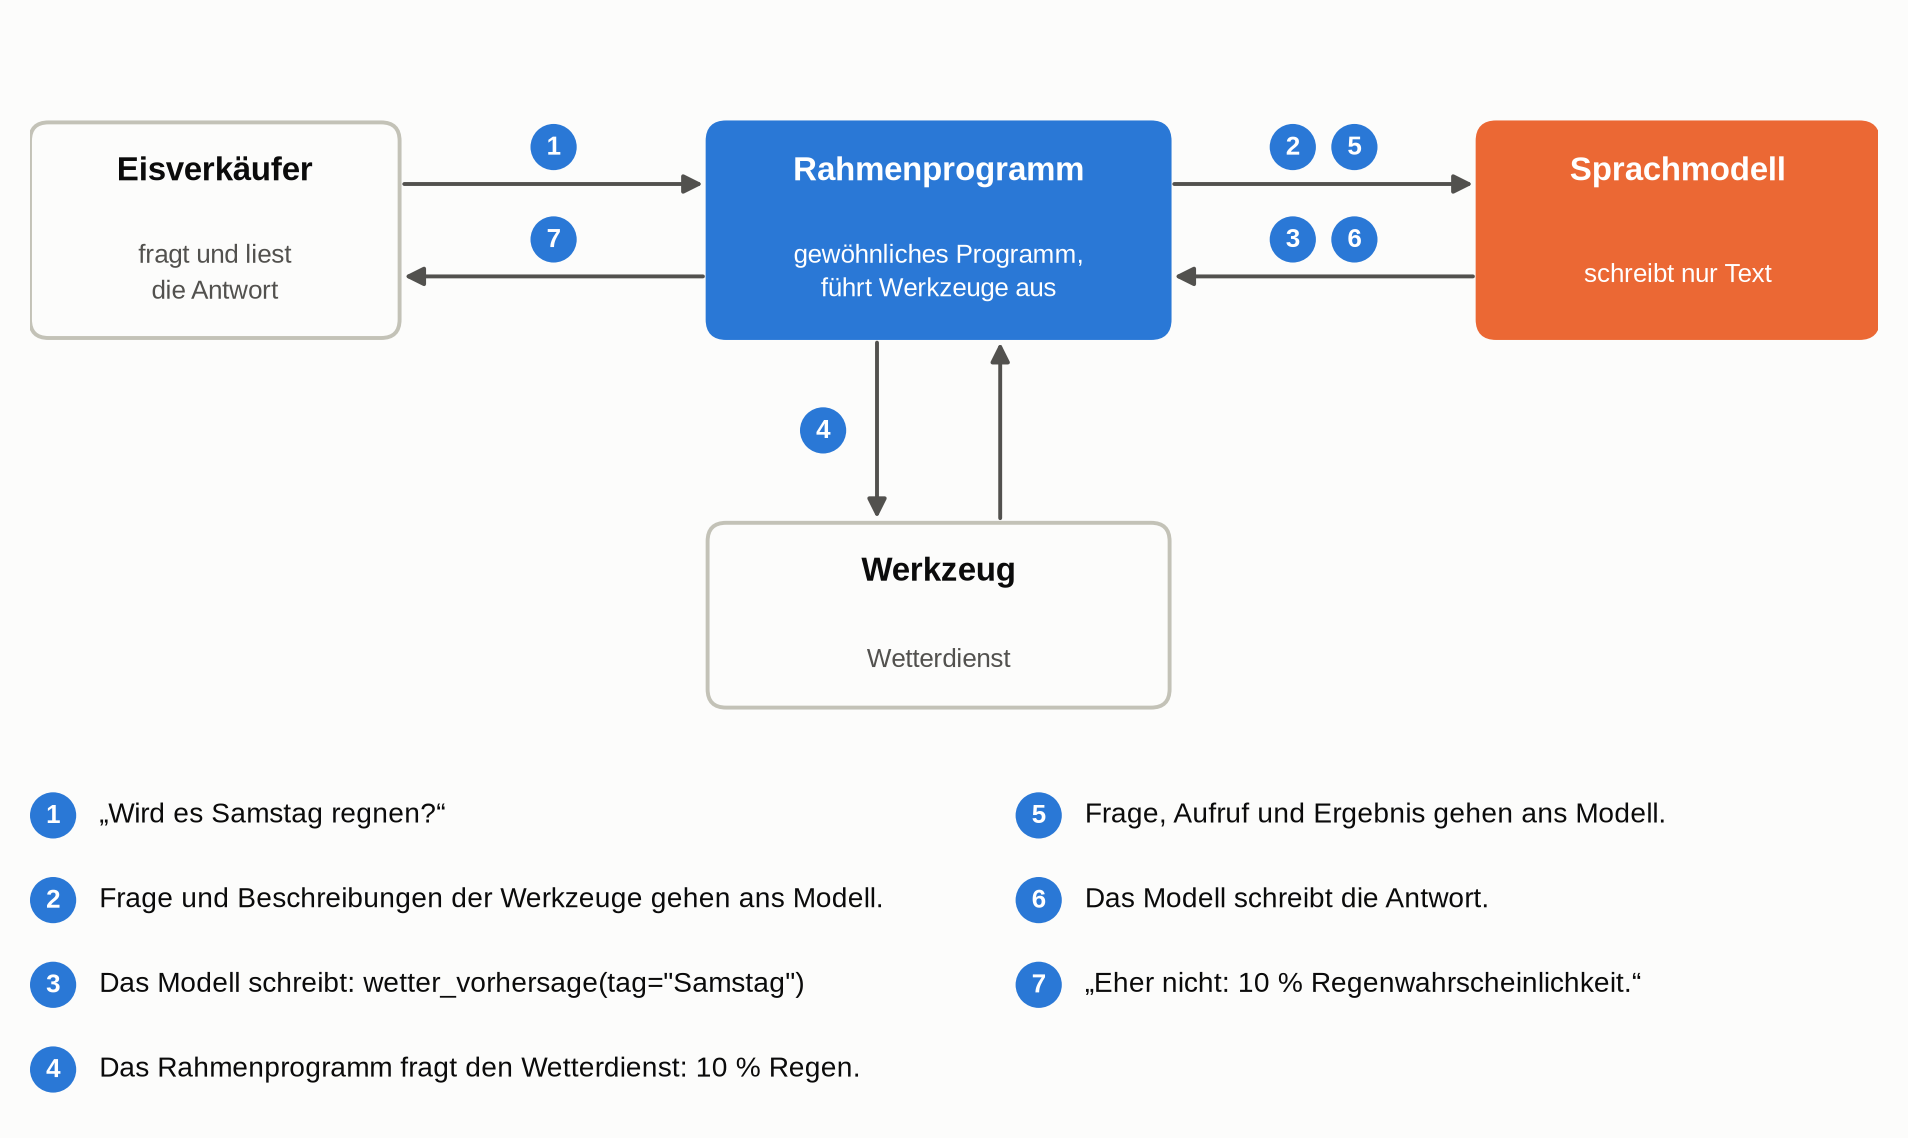 1
2 5
Eisverkäufer
Rahmenprogramm
Sprachmodell
7
3 6
fragt und liest
die Antwort
gewöhnliches Programm,
führt Werkzeuge aus
schreibt nur Text
4
Werkzeug
Wetterdienst
1 „Wird es Samstag regnen?“
2 Frage und Beschreibungen der Werkzeuge gehen ans Modell.
3 Das Modell schreibt: wetter_vorhersage(tag="Samstag")
4 Das Rahmenprogramm fragt den Wetterdienst: 10 % Regen.
5 Frage, Aufruf und Ergebnis gehen ans Modell.
6 Das Modell schreibt die Antwort.
7 „Eher nicht: 10 % Regenwahrscheinlichkeit.“